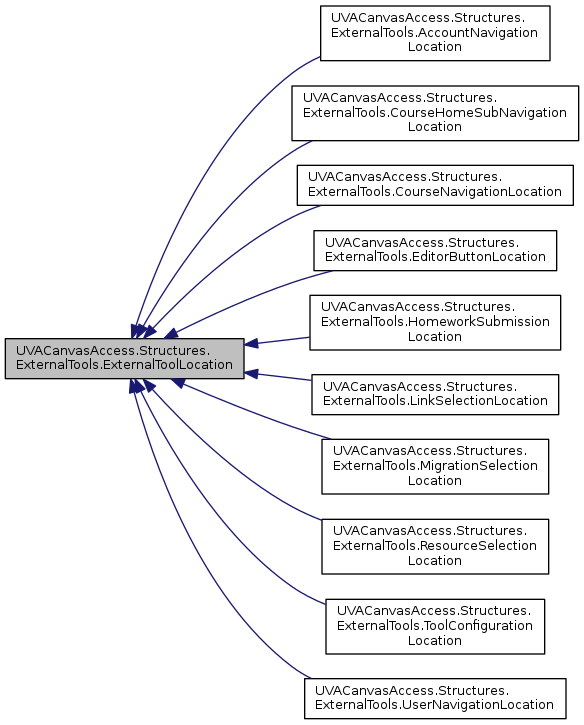 UVACanvasAccess.Structures.
ExternalTools.AccountNavigation
Location
UVACanvasAccess.Structures.
ExternalTools.CourseHomeSubNavigation
Location
UVACanvasAccess.Structures.
ExternalTools.CourseNavigationLocation
UVACanvasAccess.Structures.
ExternalTools.EditorButtonLocation
UVACanvasAccess.Structures.
ExternalTools.HomeworkSubmission
Location
UVACanvasAccess.Structures.
ExternalTools.ExternalToolLocation
UVACanvasAccess.Structures.
ExternalTools.LinkSelectionLocation
UVACanvasAccess.Structures.
ExternalTools.MigrationSelection
Location
UVACanvasAccess.Structures.
ExternalTools.ResourceSelection
Location
UVACanvasAccess.Structures.
ExternalTools.ToolConfiguration
Location
UVACanvasAccess.Structures.
ExternalTools.UserNavigationLocation